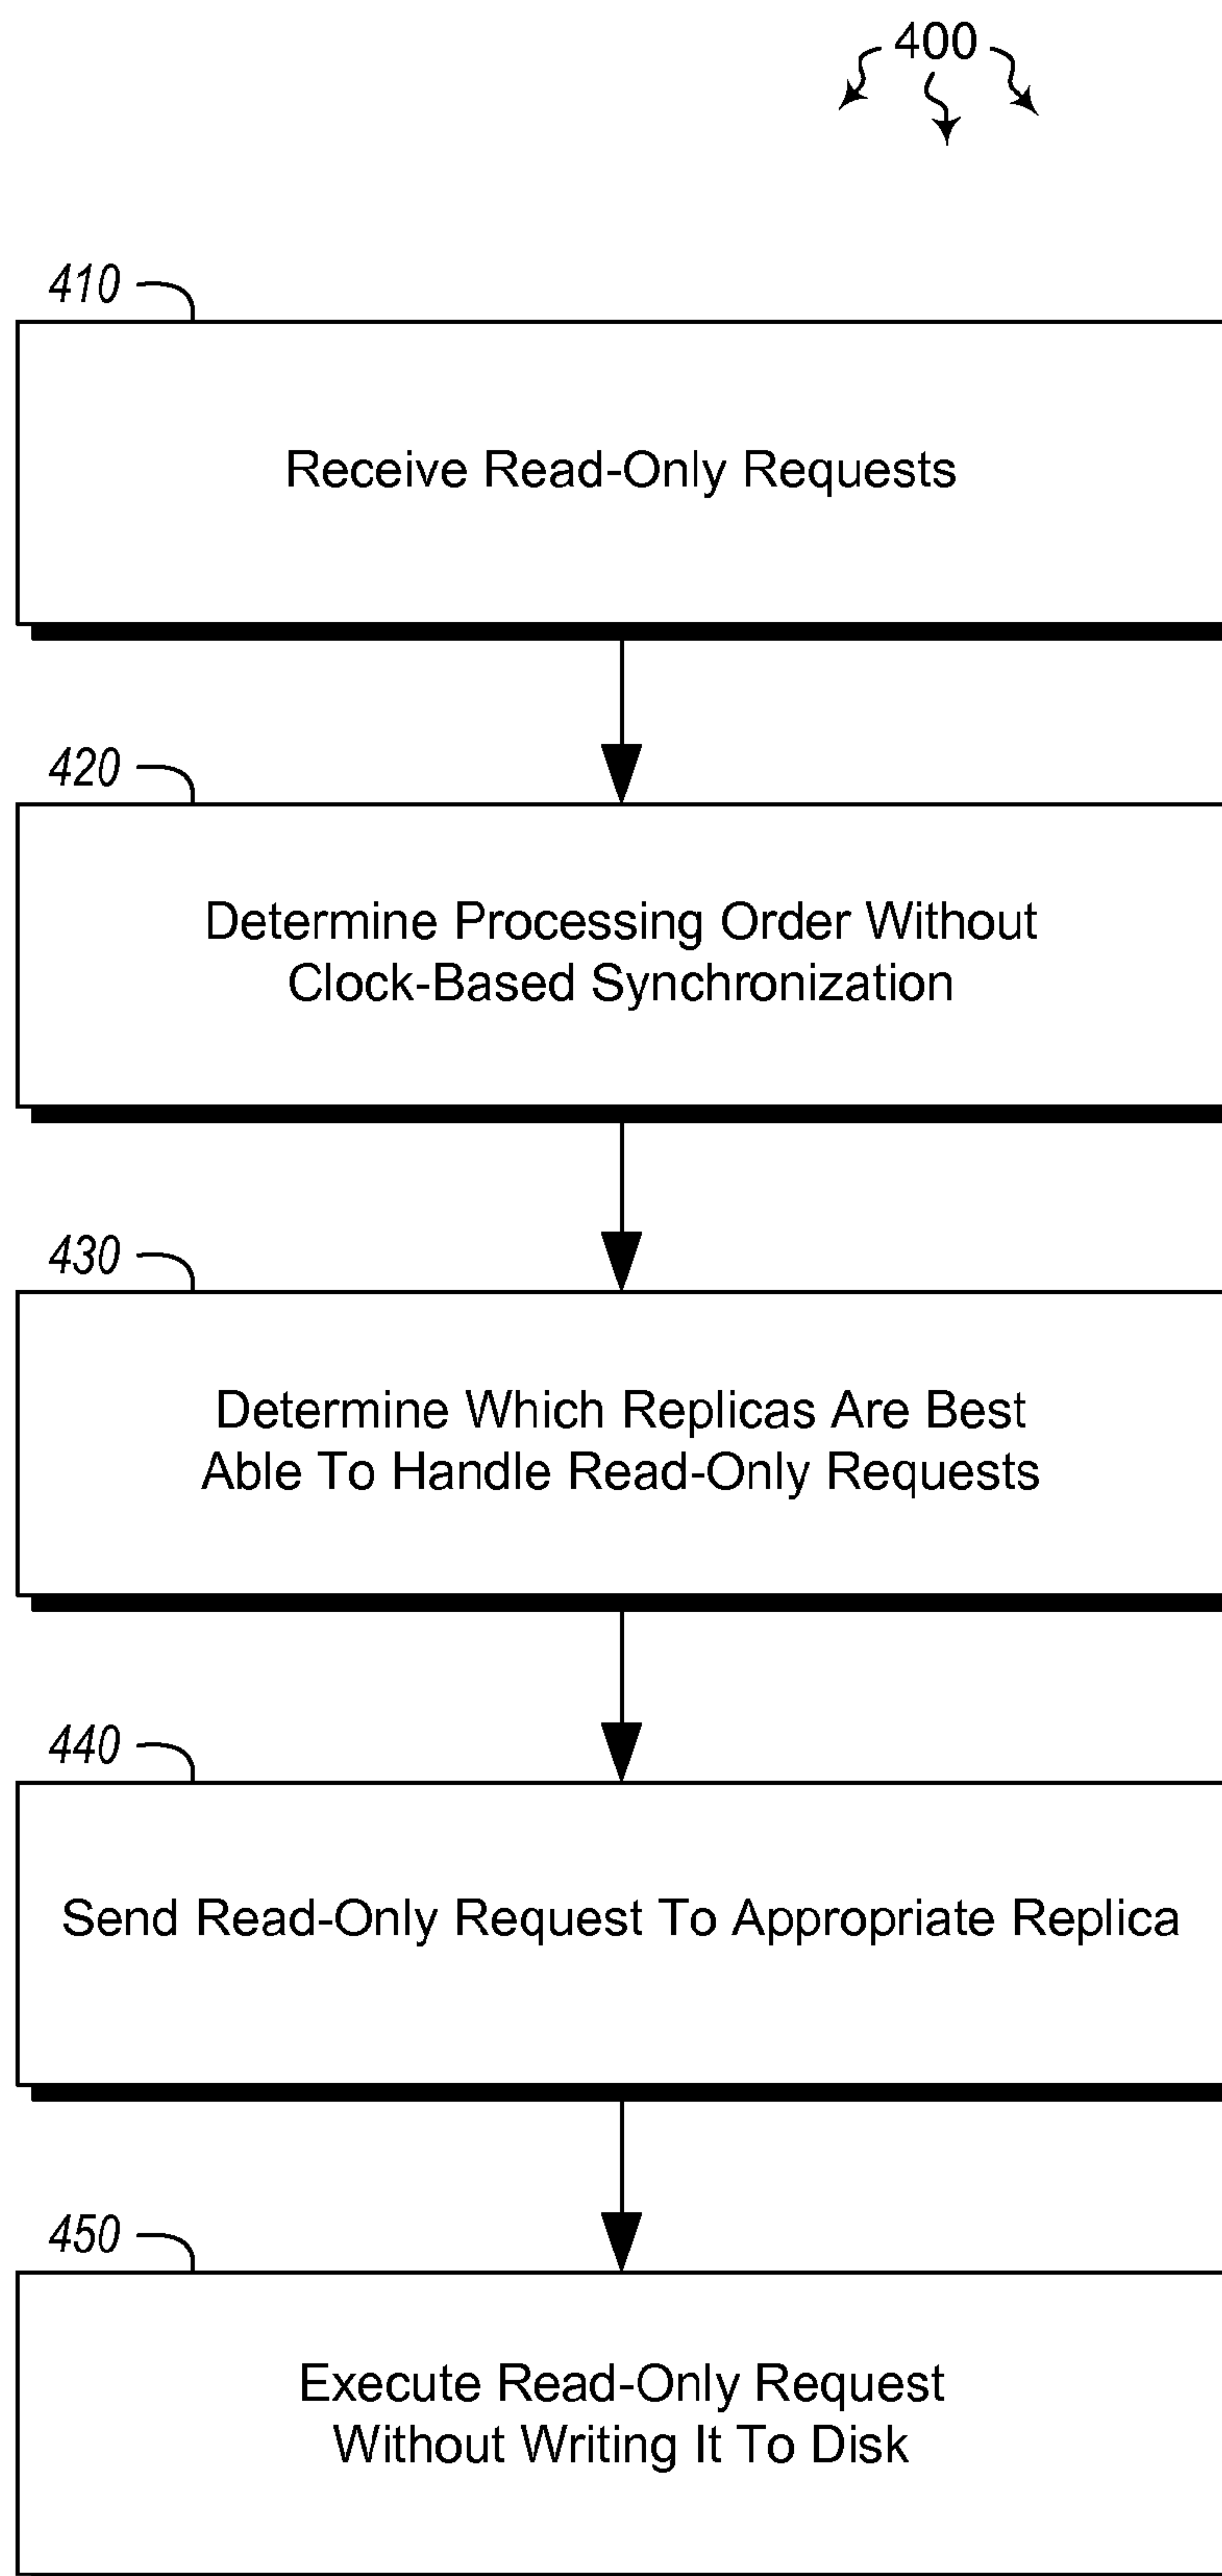 400
410
Receive Read-Only Requests
420
Determine Processing Order Without
Clock-Based Synchronization
430
Determine Which Replicas Are Best
Able To Handle Read-Only Requests
440
Send Read-Only Request To Appropriate Replica
450
Execute Read-Only Request
Without Writing It To Disk